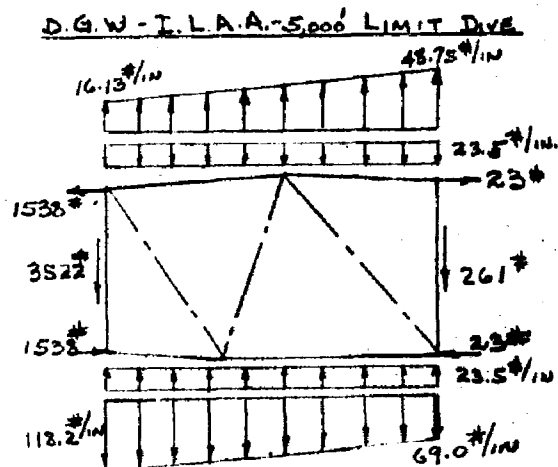 D.G.W - I.L.A.A.-5,000' LIMIT DIVE
16.13#/IN
48.75#/IN
23.5#/IN.
1538#
23#
3522#
261#
1538#
23#
23.5#/IN
118.2#/IN
69.0#/IN